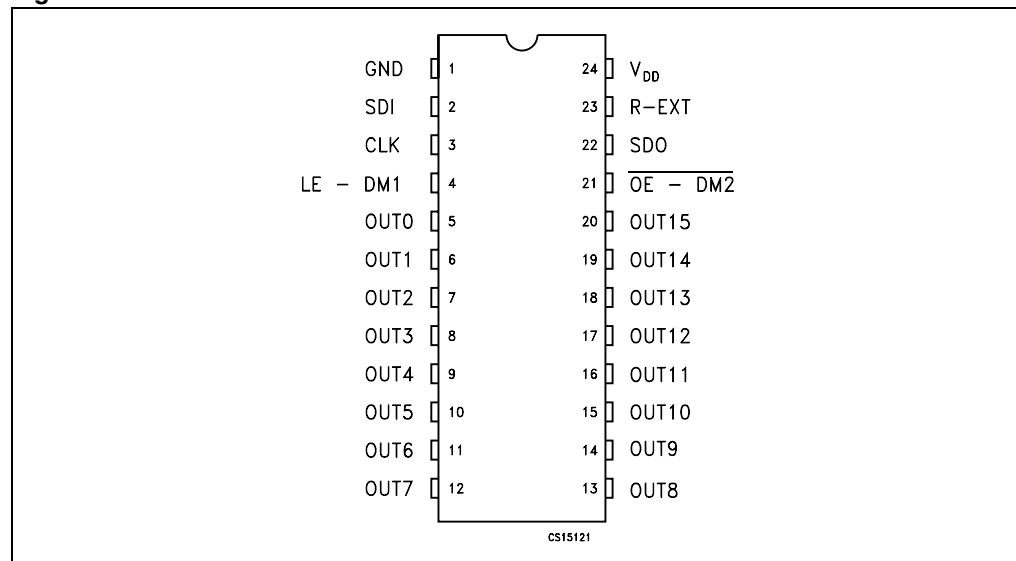 GND 1 24 VDD
SDI 2 23 R-EXT
CLK 3 22 SDO
LE - DM1 4 21 OE - DM2
OUT0 5 20 OUT15
OUT1 6 19 OUT14
OUT2 7 18 OUT13
OUT3 8 17 OUT12
OUT4 9 16 OUT11
OUT5 10 15 OUT10
OUT6 11 14 OUT9
OUT7 12 13 OUT8
CS15121